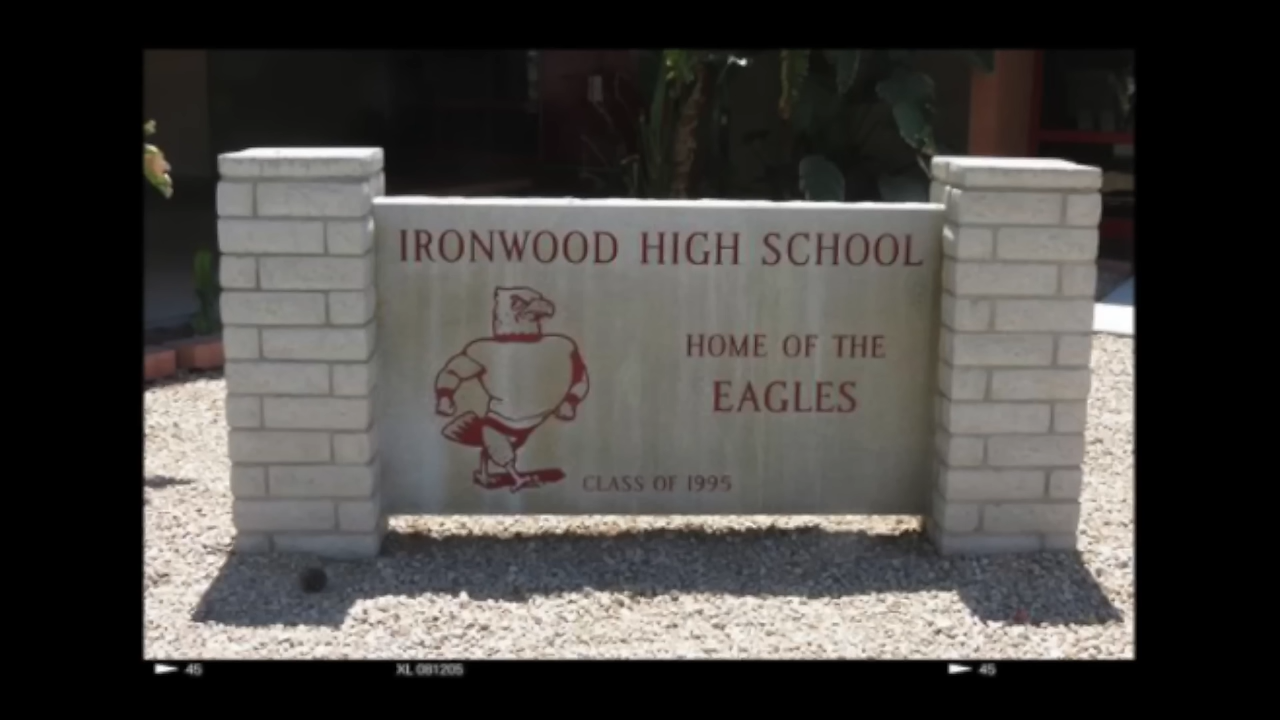 IRONWOOD HIGH SCHOOL
HOME OF THE
EAGLES
CLASS OF 1995
45 XL 081205 45